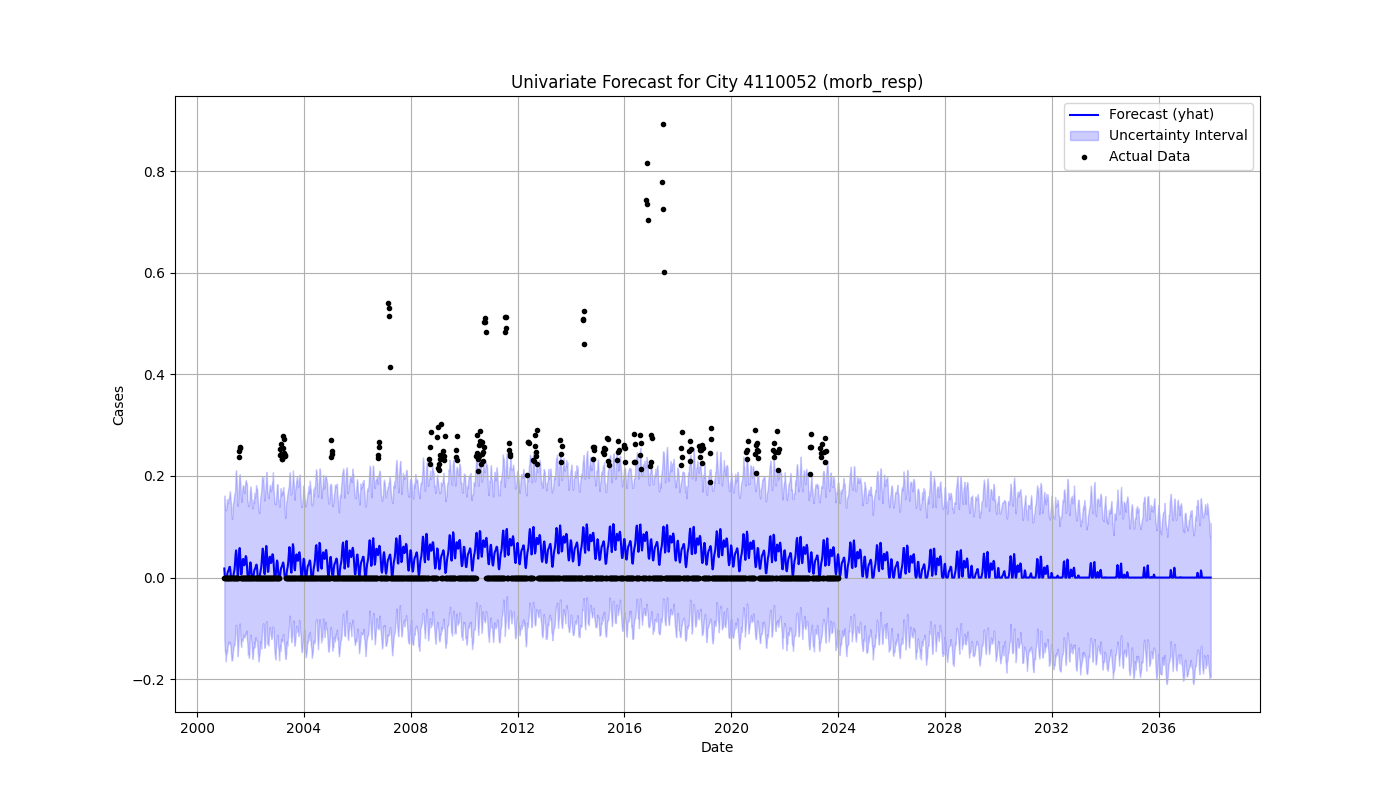 Univariate Forecast for City 4110052 (morb_resp)
Forecast (yhat)
Uncertainty Interval
Actual Data
Cases
0.8
0.6
0.4
0.2
0.0
−0.2
2000 2004 2008 2012 2016 2020 2024 2028 2032 2036
Date